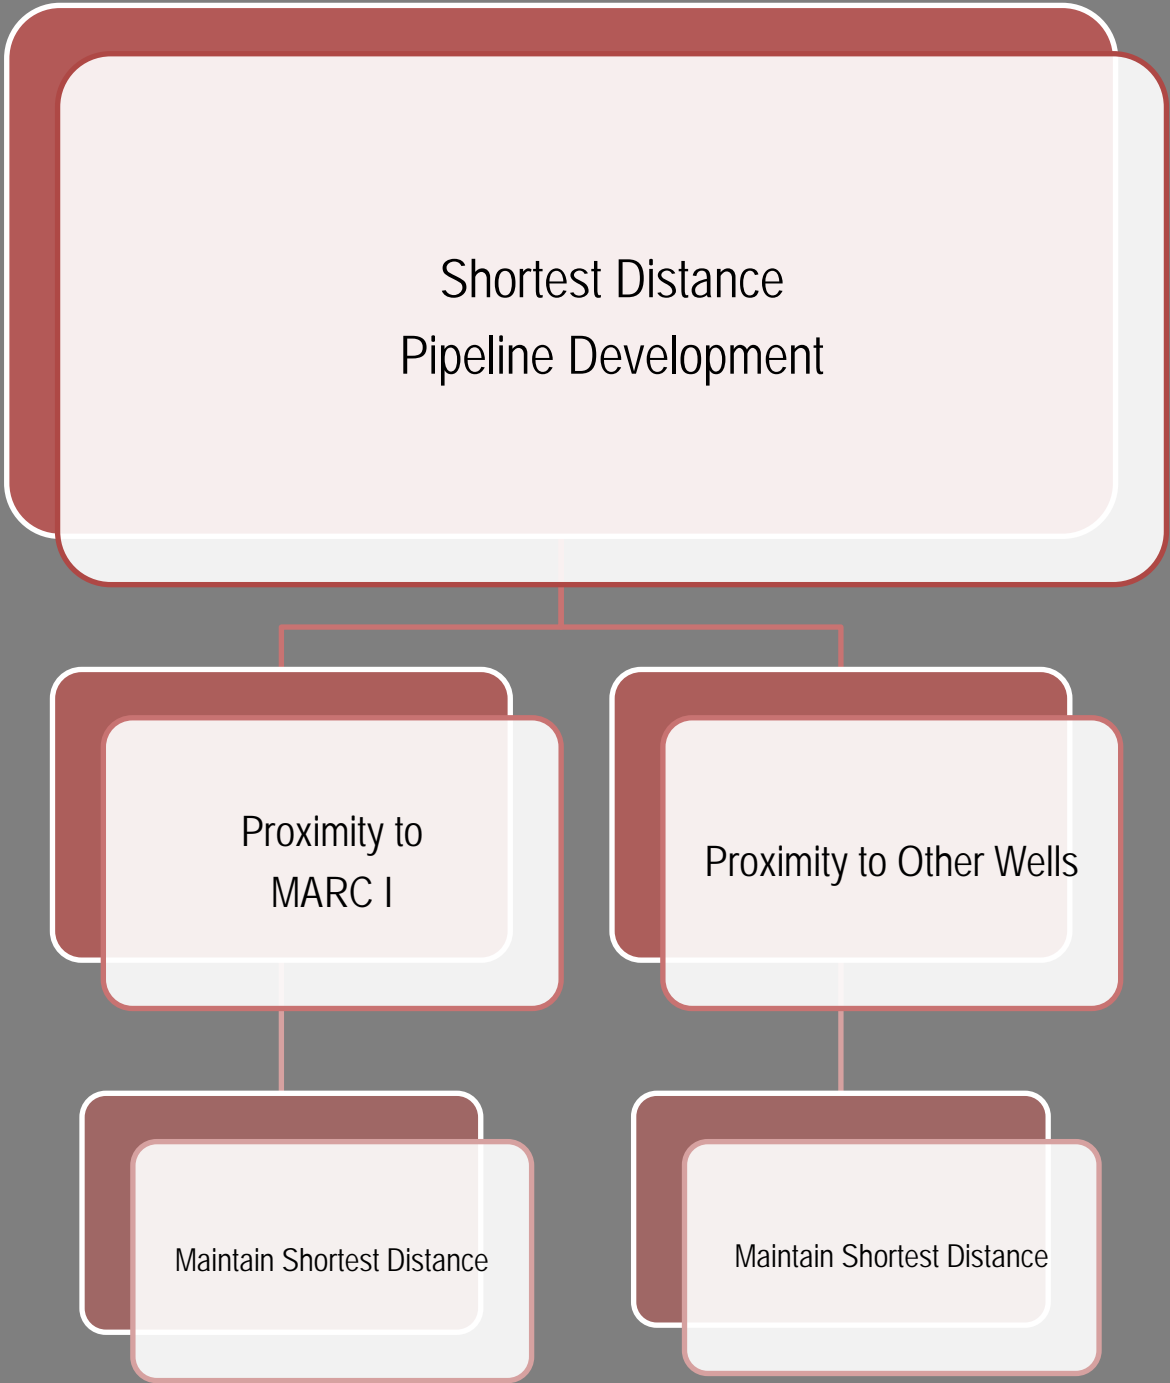 Shortest Distance
Pipeline Development
Proximity to
MARC I
Proximity to Other Wells
Maintain Shortest Distance
Maintain Shortest Distance